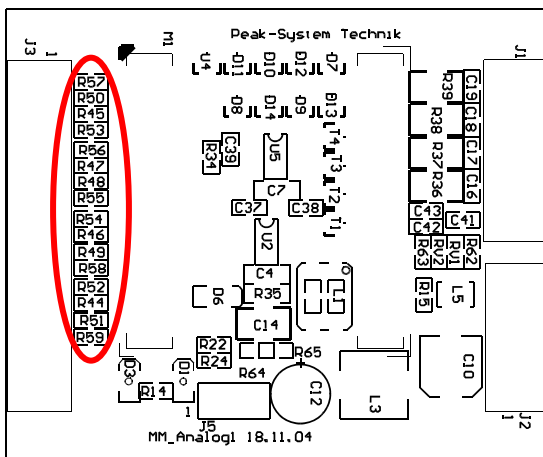 Peak-System Technik
J3 1
M1
U4 D11 D10 D12 D7
J1
R57
R50
R45
R53
R56
R47
R48
R55
R54
R46
R49
R58
R52
R44
R51
R59
D8 D14 D9 D13
R39 C19
R38 C18
R37 C17
R36 C16
T4
T3
T2
T1
R34 C39
U5
C7
C37 C38
U2
C43
C42 C41
R63 RV2 RV1 R62
C4
D6 R35
L1
R15 L5
C14
R22
R24
R64 R65
D3 D1
R14
C12
L3
C10
1
J5
J2
1
MM_Analog1 18.11.04